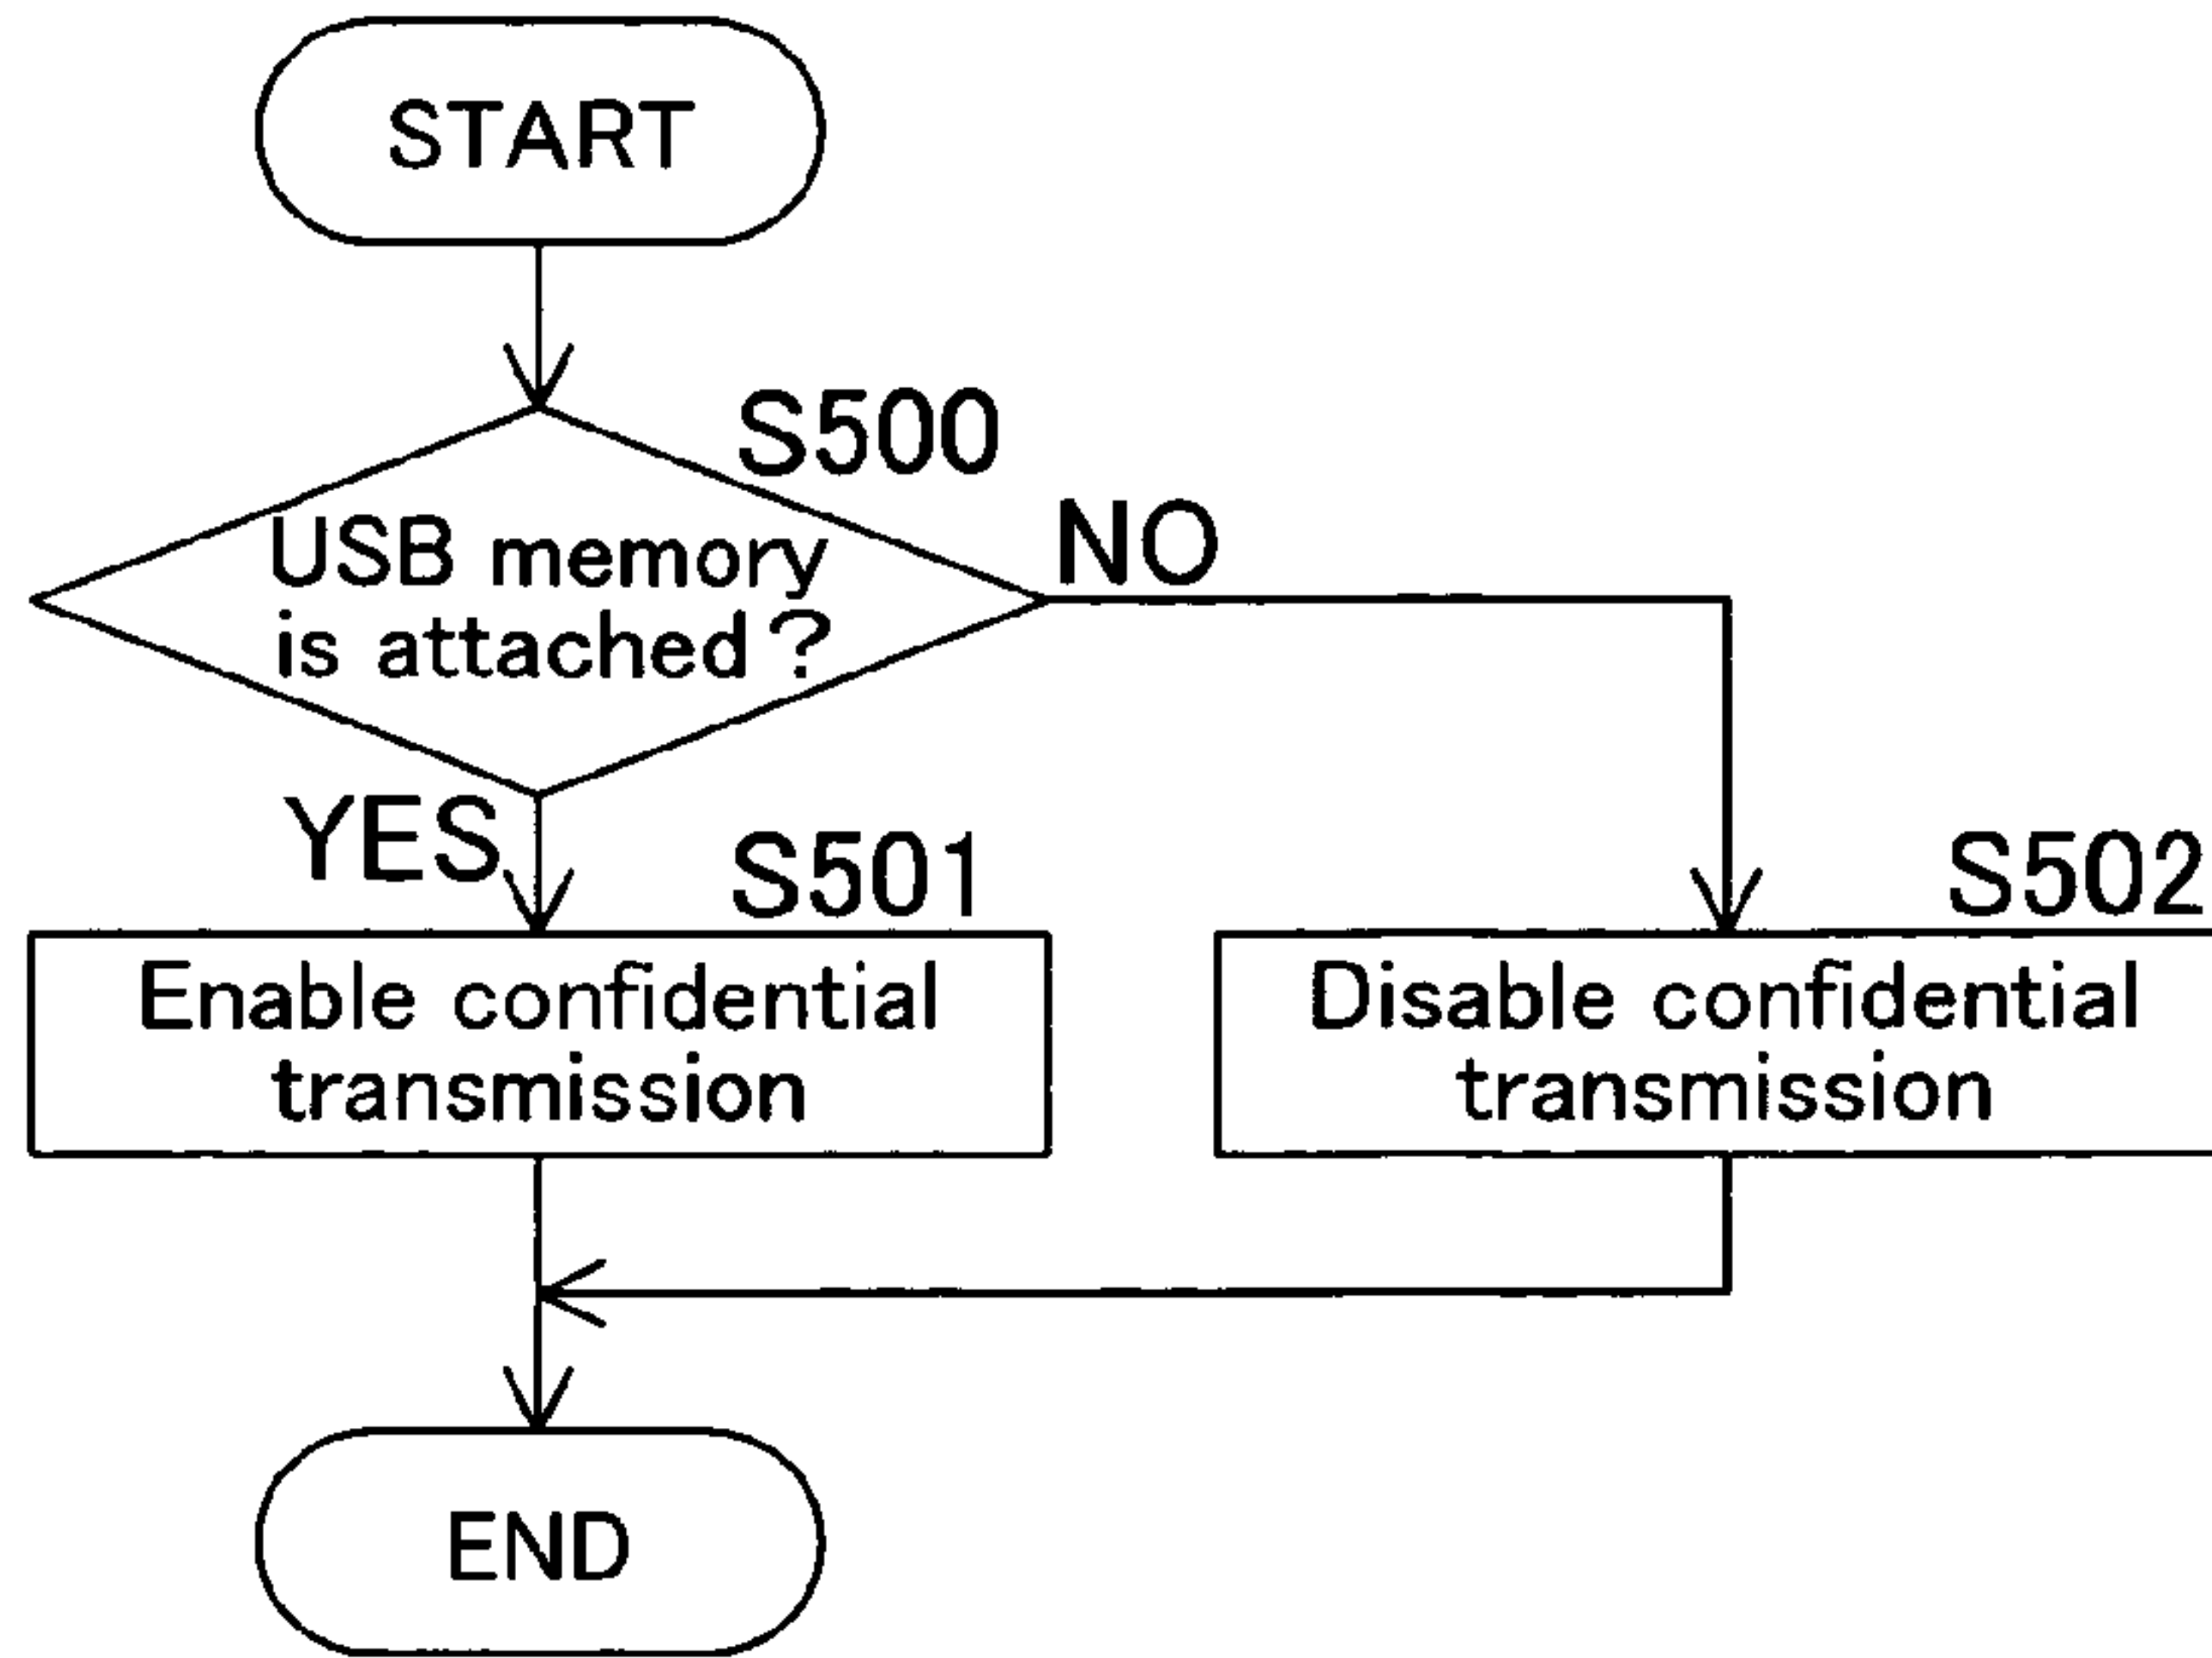 START
S500
NO
USB memory
is attached?
YES
S501
S502
Enable confidential
transmission
Disable confidential
transmission
END